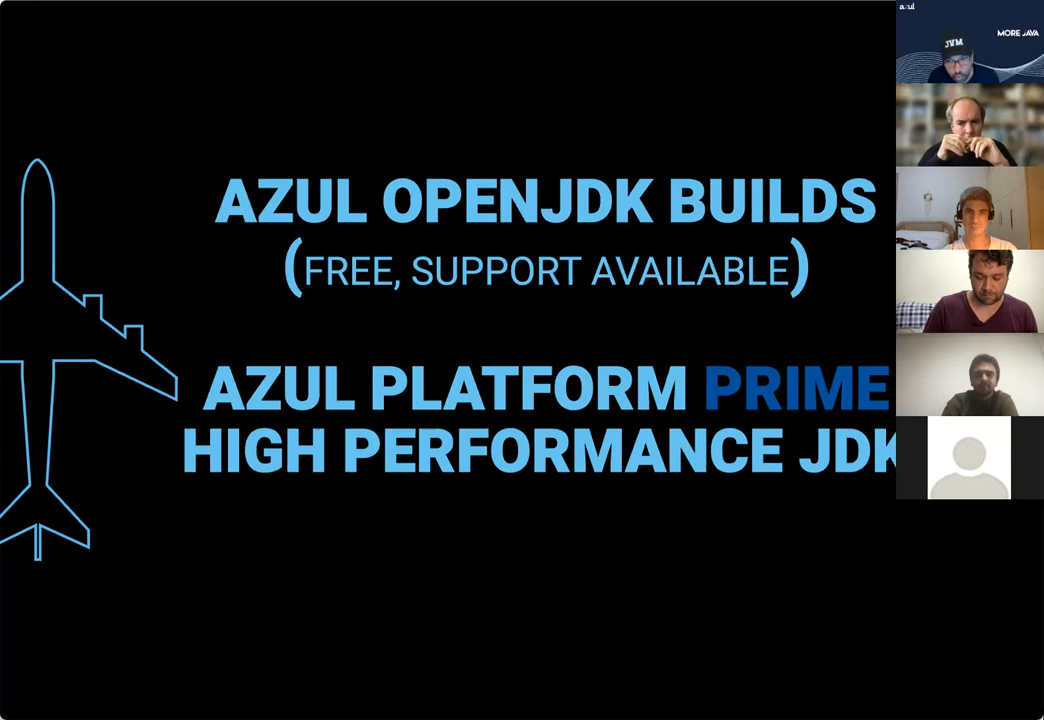 AZUL OPENJDK BUILDS
(FREE, SUPPORT AVAILABLE)
AZUL PLATFORM PRIME
HIGH PERFORMANCE JDK
azul
MORE JAVA
JVM